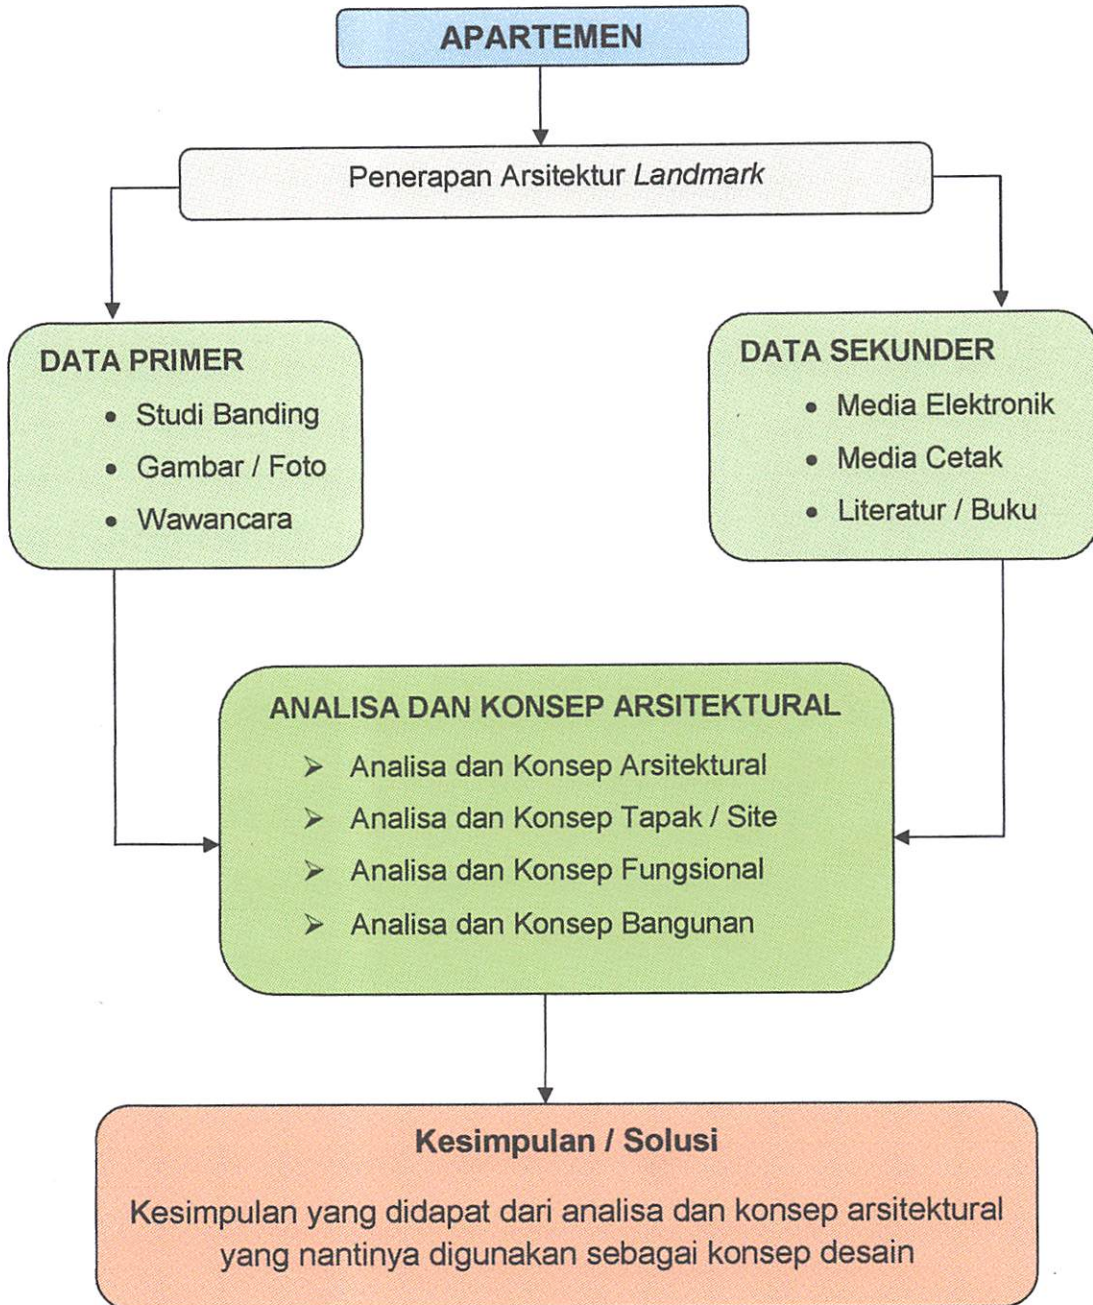 APARTEMEN
Penerapan Arsitektur Landmark
DATA PRIMER
• Studi Banding
• Gambar / Foto
• Wawancara
DATA SEKUNDER
• Media Elektronik
• Media Cetak
• Literatur / Buku
ANALISA DAN KONSEP ARSITEKTURAL
➢ Analisa dan Konsep Arsitektural
➢ Analisa dan Konsep Tapak / Site
➢ Analisa dan Konsep Fungsional
➢ Analisa dan Konsep Bangunan
Kesimpulan / Solusi
Kesimpulan yang didapat dari analisa dan konsep arsitektural
yang nantinya digunakan sebagai konsep desain